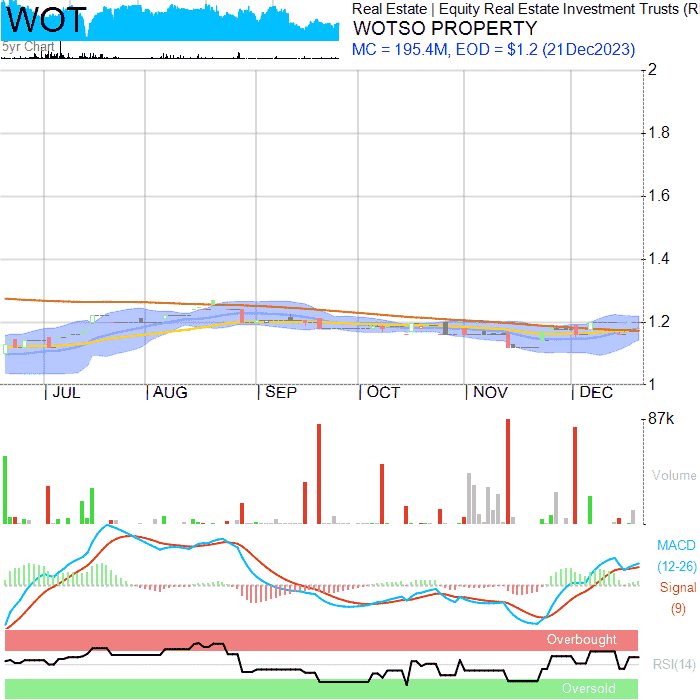 WOT
5yr Chart
Real Estate | Equity Real Estate Investment Trusts (R
WOTSO PROPERTY
MC = 195.4M, EOD = $1.2 (21Dec2023)
2
1.8
1.6
1.4
1.2
1
JUL AUG SEP OCT NOV DEC
87k
Volume
MACD
(12-26)
Signal
(9)
Overbought
RSI(14)
Oversold